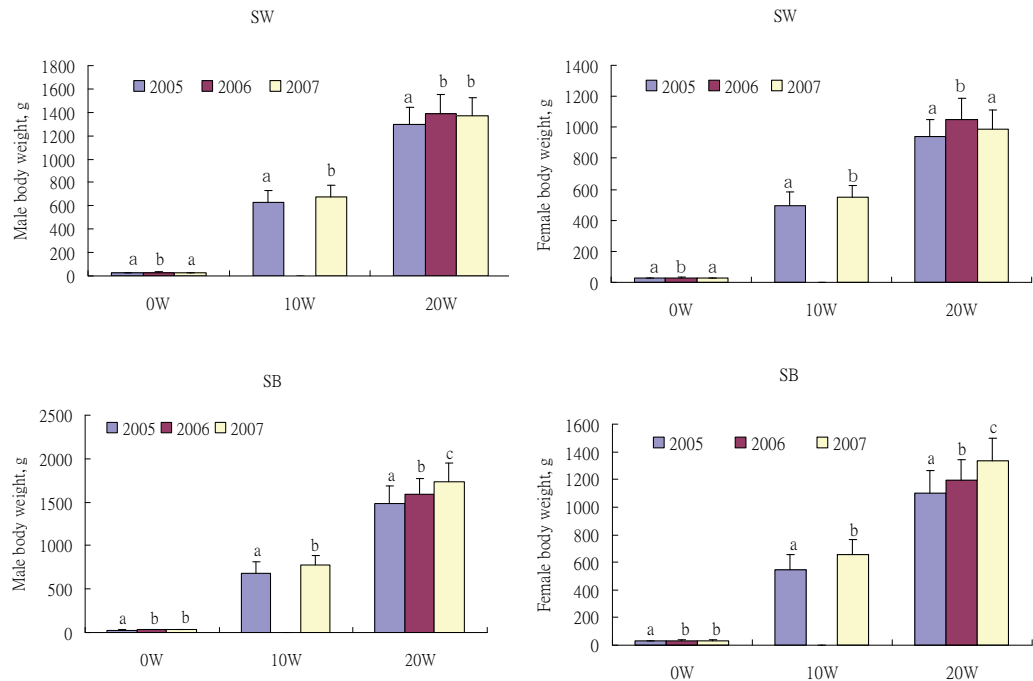 SW
Male body weight, g
1800
1600
1400
1200
1000
800
600
400
200
0
2005 2006 2007
a b a
a b
a b b
0W 10W 20W
SW
Female body weight, g
1400
1200
1000
800
600
400
200
0
2005 2006 2007
a b a
a b
a b a
0W 10W 20W
SB
Male body weight, g
2500
2000
1500
1000
500
0
2005 2006 2007
a b b
a b
a b c
0W 10W 20W
SB
Female body weight, g
1600
1400
1200
1000
800
600
400
200
0
2005 2006 2007
a b b
a b
a b c
0W 10W 20W